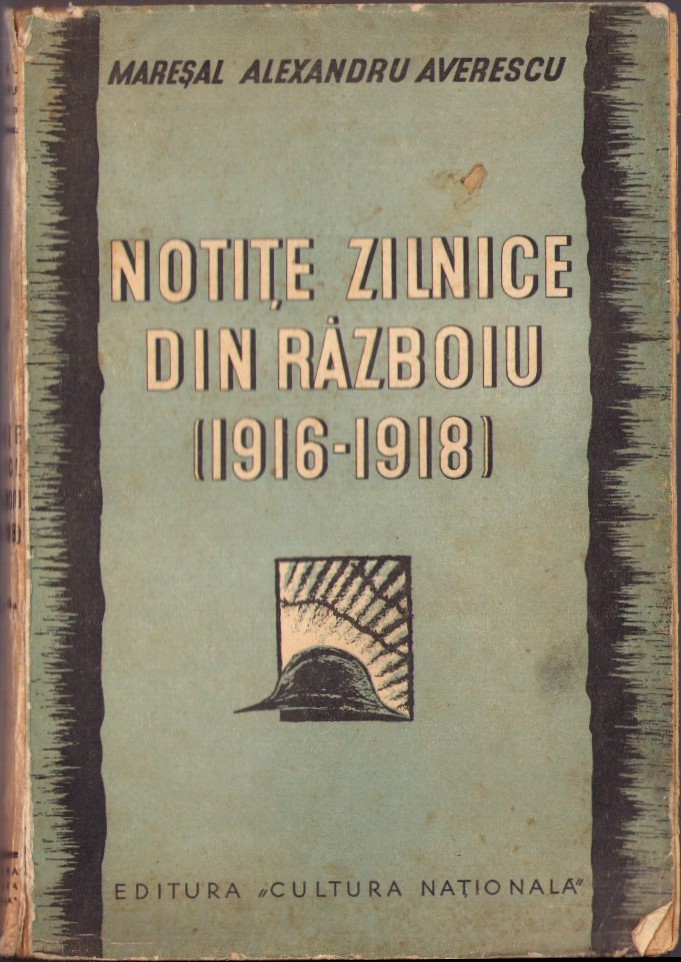 MAREȘAL ALEXANDRU AVERESCU
NOTIȚE ZILNICE
DIN RĂZBOIU
(1916-1918)
EDITURA „CULTURA NAȚIONALĂ"